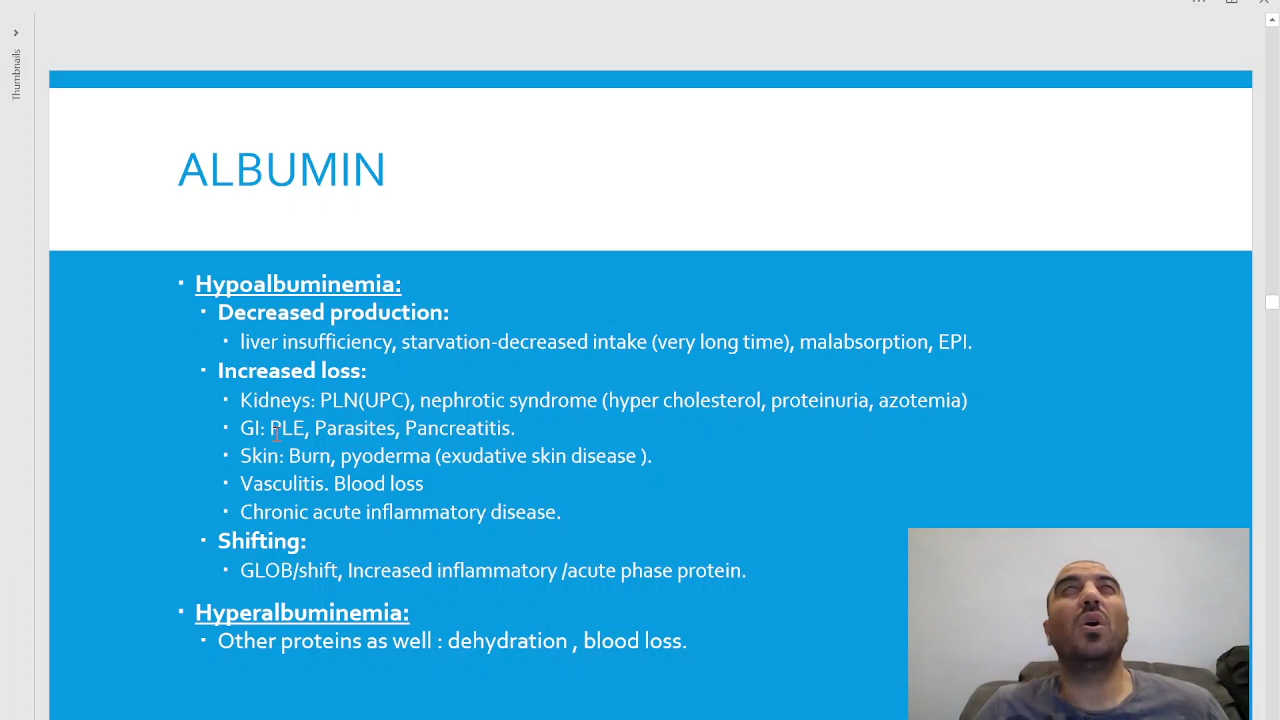 Thumbnails
ALBUMIN
Hypoalbuminemia:
Decreased production:
liver insufficiency, starvation-decreased intake (very long time), malabsorption, EPI.
Increased loss:
Kidneys: PLN(UPC), nephrotic syndrome (hyper cholesterol, proteinuria, azotemia)
GI: PLE, Parasites, Pancreatitis.
Skin: Burn, pyoderma (exudative skin disease ).
Vasculitis. Blood loss
Chronic acute inflammatory disease.
Shifting:
GLOB/shift, Increased inflammatory /acute phase protein.
Hyperalbuminemia:
Other proteins as well : dehydration , blood loss.